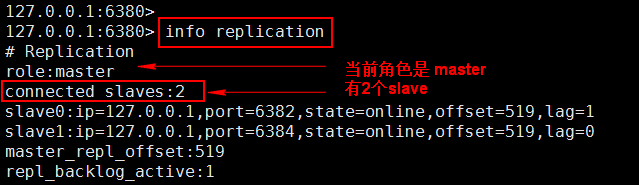 127.0.0.1:6380>
127.0.0.1:6380> info replication
# Replication
role:master
当前角色是 master
connected_slaves:2
有2个slave
slave0:ip=127.0.0.1,port=6382,state=online,offset=519,lag=1
slave1:ip=127.0.0.1,port=6384,state=online,offset=519,lag=0
master_repl_offset:519
repl_backlog_active:1